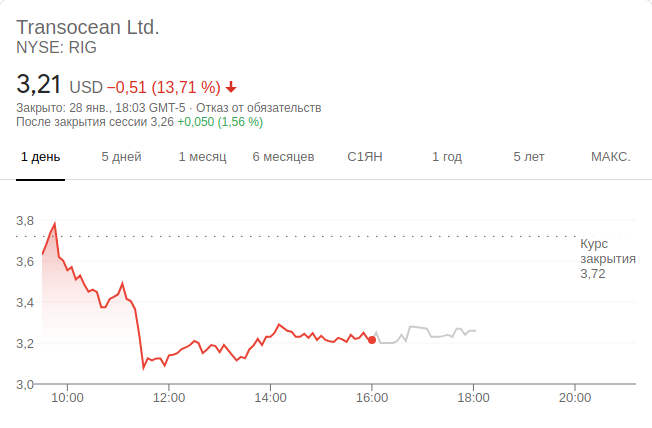 Transocean Ltd.
NYSE: RIG
3,21 USD −0,51 (13,71 %)
Закрыто: 28 янв., 18:03 GMT-5 · Отказ от обязательств
После закрытия сессии 3,26 +0,050 (1,56 %)
1 день 5 дней 1 месяц 6 месяцев С1ЯН 1 год 5 лет МАКС.
3,8
Курс
закрытия
3,72
3,6
3,4
3,2
3,0
10:00 12:00 14:00 16:00 18:00 20:00